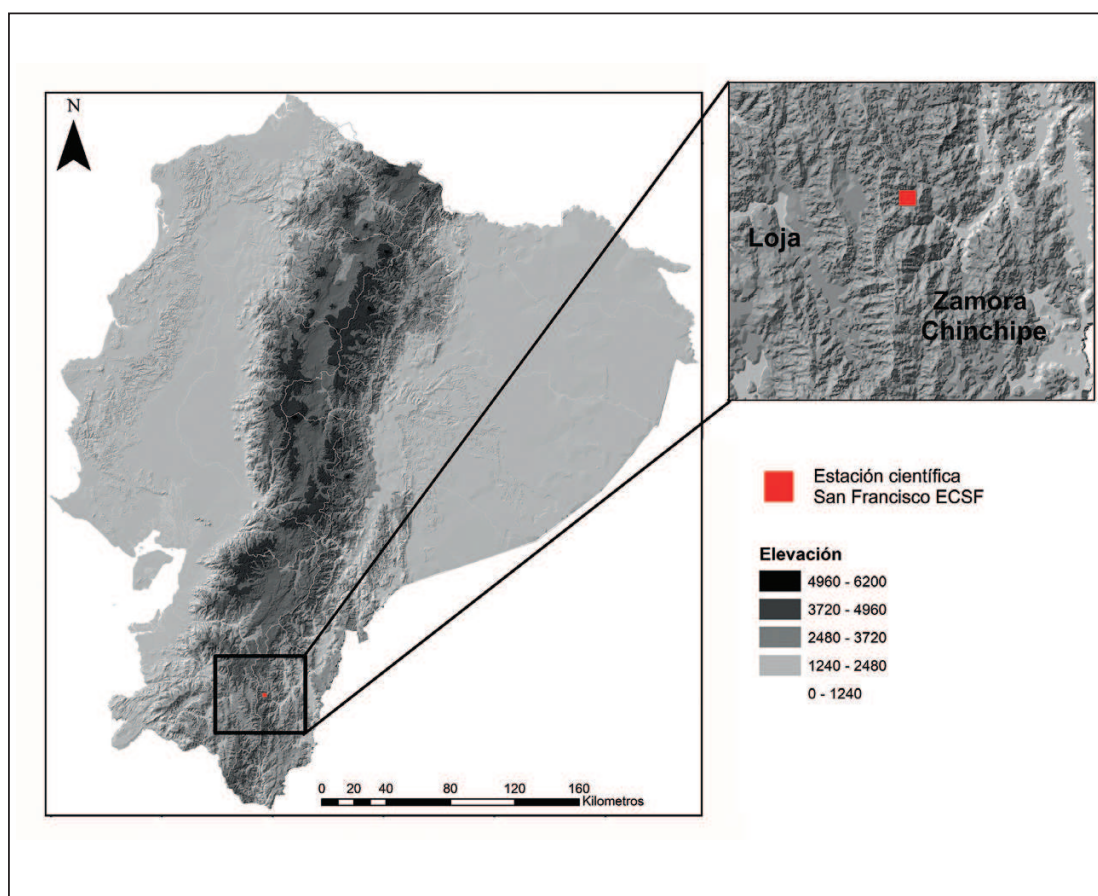 N
Loja
Zamora
Chinchipe
Estación científica
San Francisco ECSF
Elevación
4960 - 6200
3720 - 4960
2480 - 3720
1240 - 2480
0 - 1240
0 20 40 80 120 160
Kilometros